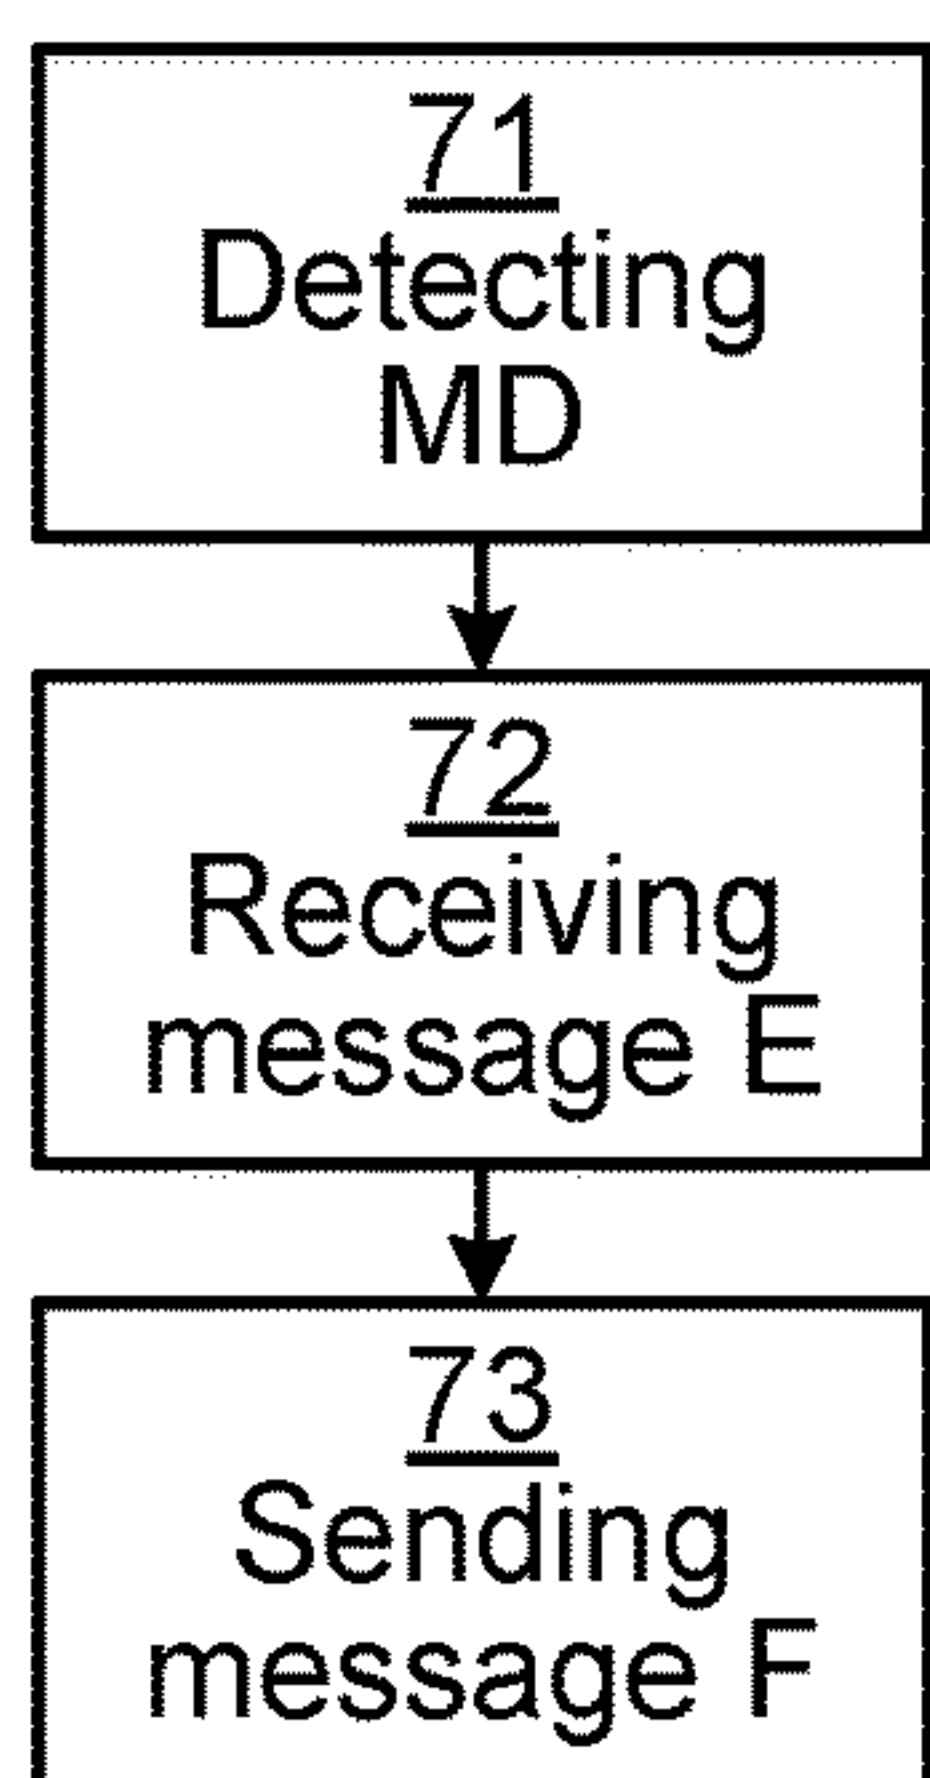 71
Detecting
MD
72
Receiving
message E
73
Sending
message F